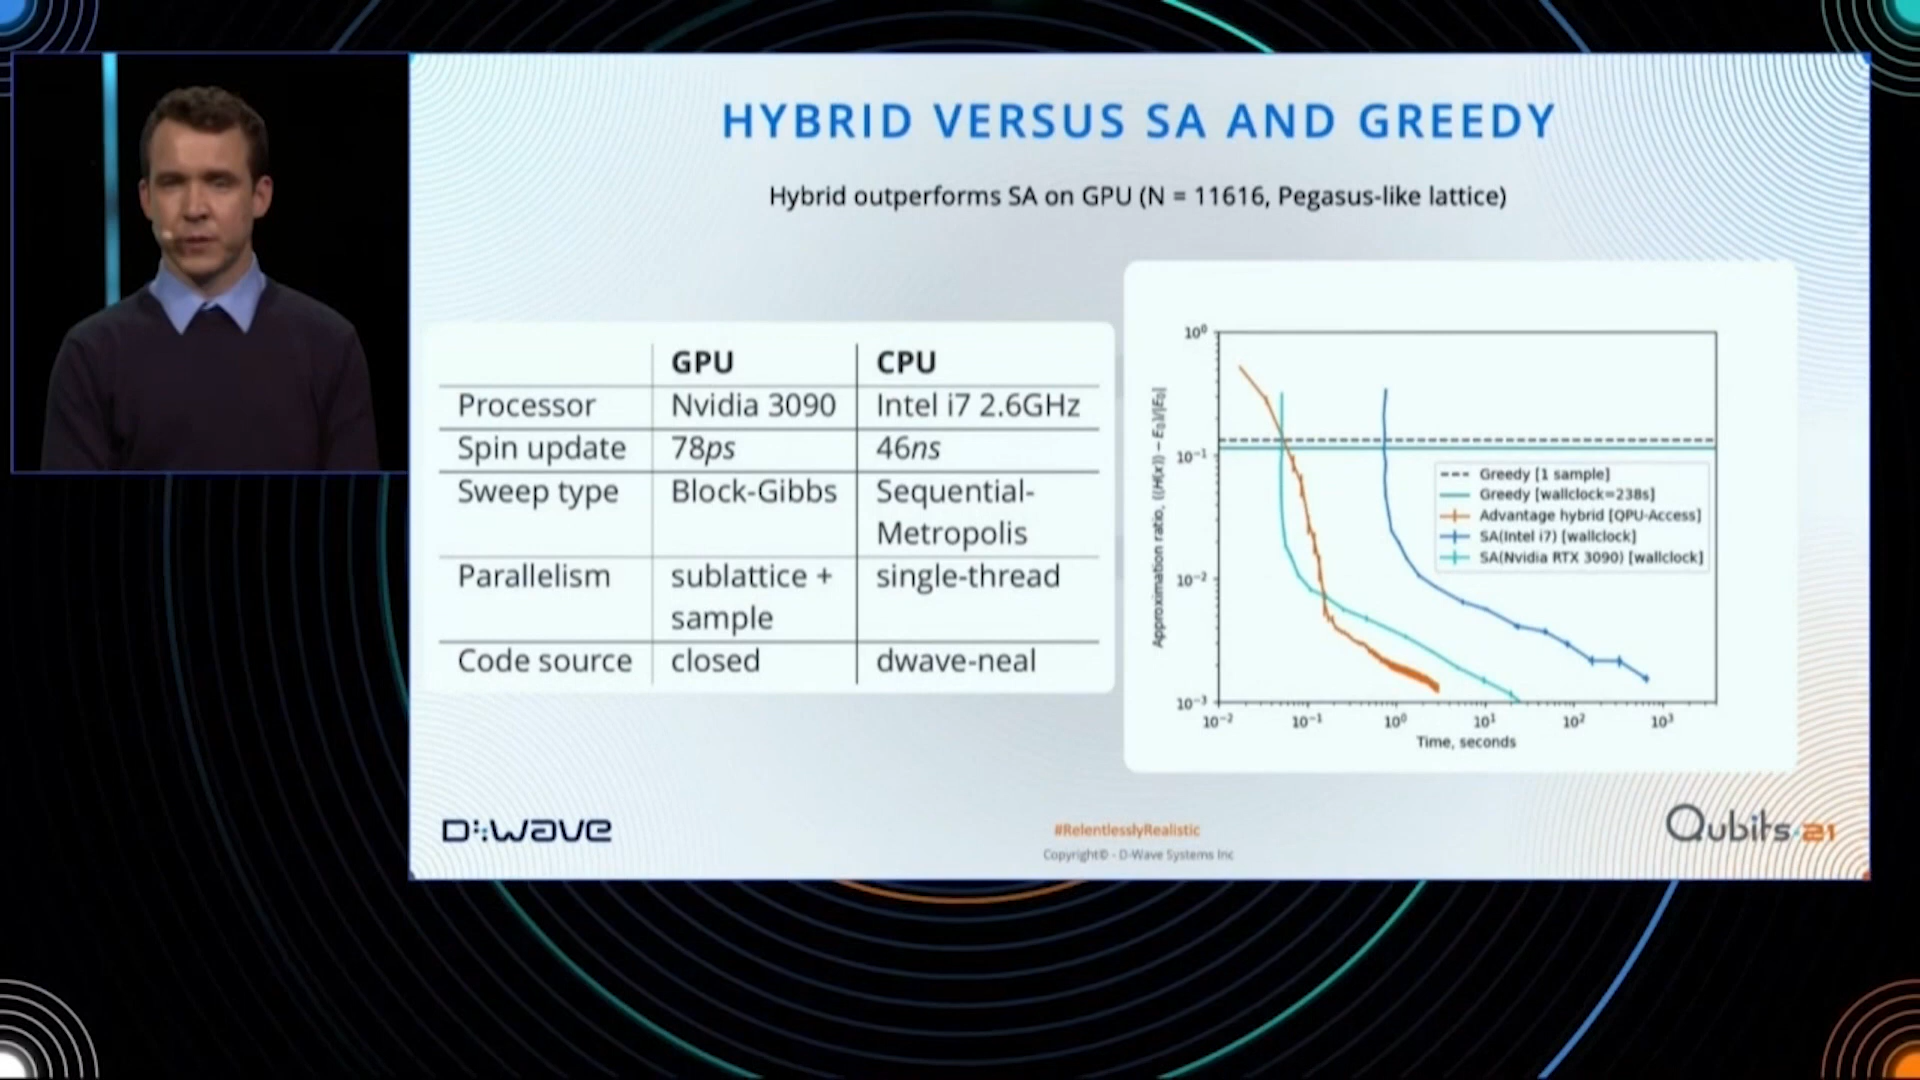 HYBRID VERSUS SA AND GREEDY
Hybrid outperforms SA on GPU (N = 11616, Pegasus-like lattice)
GPU CPU
Processor Nvidia 3090 Intel i7 2.6GHz
Spin update 78ps 46ns
Sweep type Block-Gibbs Sequential-
Metropolis
Parallelism sublattice + single-thread
sample
Code source closed dwave-neal
10⁰
10⁻¹
10⁻²
10⁻³
Approximation ratio, (⟨H(x)⟩ − E₀)/|E₀|
Greedy [1 sample]
Greedy [wallclock=238s]
Advantage hybrid [QPU-Access]
SA(Intel i7) [wallclock]
SA(Nvidia RTX 3090) [wallclock]
10⁻² 10⁻¹ 10⁰ 10¹ 10² 10³
Time, seconds
D:Wave
#RelentlesslyRealistic
Copyright© - D-Wave Systems Inc
Qubits 21